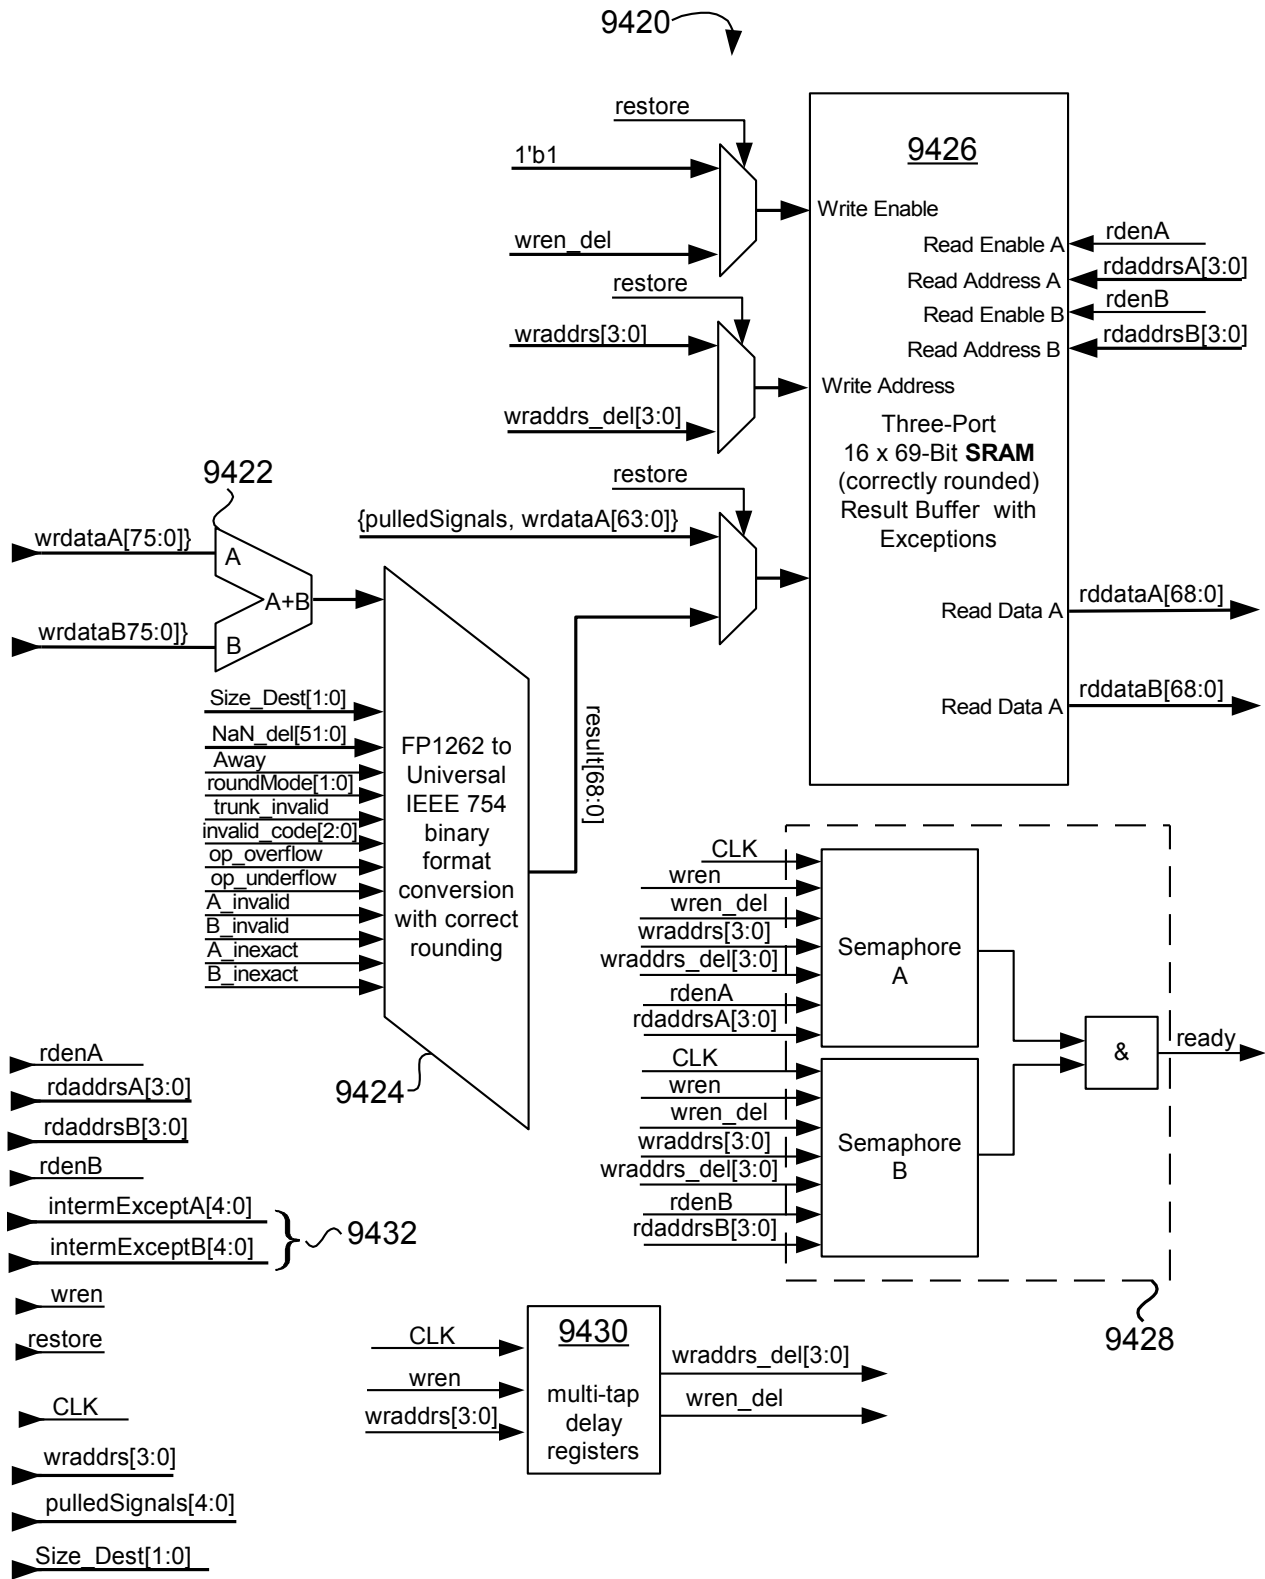 9420
restore
1'b1
wren_del
9426
Write Enable
Read Enable A
rdenA
Read Address A
rdaddrsA[3:0]
Read Enable B
rdenB
Read Address B
rdaddrsB[3:0]
restore
wraddrs[3:0]
wraddrs_del[3:0]
Write Address
Three-Port
16 x 69-Bit SRAM
(correctly rounded)
Result Buffer with
Exceptions
restore
{pulledSignals, wrdataA[63:0]}
Read Data A
rddataA[68:0]
Read Data A
rddataB[68:0]
9422
wrdataA[75:0]}
A
A+B
wrdataB75:0]}
B
Size_Dest[1:0]
NaN_del[51:0]
Away
roundMode[1:0]
trunk_invalid
invalid_code[2:0]
op_overflow
op_underflow
A_invalid
B_invalid
A_inexact
B_inexact
FP1262 to
Universal
IEEE 754
binary
format
conversion
with correct
rounding
result[68:0]
9424
CLK
wren
wren_del
wraddrs[3:0]
wraddrs_del[3:0]
rdenA
rdaddrsA[3:0]
Semaphore
A
CLK
wren
wren_del
wraddrs[3:0]
wraddrs_del[3:0]
rdenB
rdaddrsB[3:0]
Semaphore
B
&
ready
9428
rdenA
rdaddrsA[3:0]
rdaddrsB[3:0]
rdenB
intermExceptA[4:0]
intermExceptB[4:0]
9432
wren
restore
CLK
wraddrs[3:0]
pulledSignals[4:0]
Size_Dest[1:0]
CLK
wren
wraddrs[3:0]
9430
multi-tap
delay
registers
wraddrs_del[3:0]
wren_del